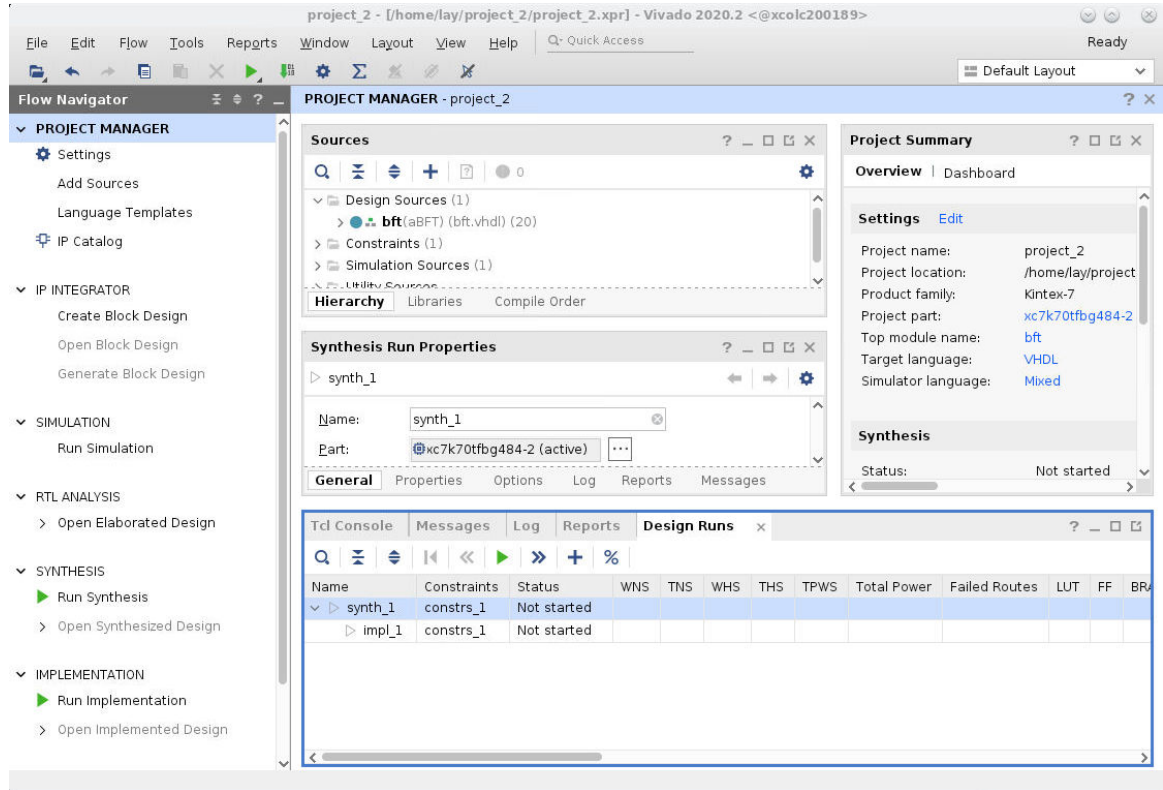 project_2 - [/home/lay/project_2/project_2.xpr] - Vivado 2020.2 <@xcolc200189>
File Edit Flow Tools Reports Window Layout View Help Q- Quick Access Ready
Default Layout
Flow Navigator
PROJECT MANAGER
Settings
Add Sources
Language Templates
IP Catalog
IP INTEGRATOR
Create Block Design
Open Block Design
Generate Block Design
SIMULATION
Run Simulation
RTL ANALYSIS
Open Elaborated Design
SYNTHESIS
Run Synthesis
Open Synthesized Design
IMPLEMENTATION
Run Implementation
Open Implemented Design
PROJECT MANAGER - project_2
Sources
0
Design Sources (1)
bft(aBFT) (bft.vhdl) (20)
Constraints (1)
Simulation Sources (1)
Utility Sources
Hierarchy Libraries Compile Order
Synthesis Run Properties
synth_1
Name: synth_1
Part: xc7k70tfbg484-2 (active) ...
General Properties Options Log Reports Messages
Project Summary
Overview | Dashboard
Settings Edit
Project name: project_2
Project location: /home/lay/project
Product family: Kintex-7
Project part: xc7k70tfbg484-2
Top module name: bft
Target language: VHDL
Simulator language: Mixed
Synthesis
Status: Not started
Tcl Console Messages Log Reports Design Runs
Name Constraints Status WNS TNS WHS THS TPWS Total Power Failed Routes LUT FF BRA
synth_1 constrs_1 Not started
impl_1 constrs_1 Not started